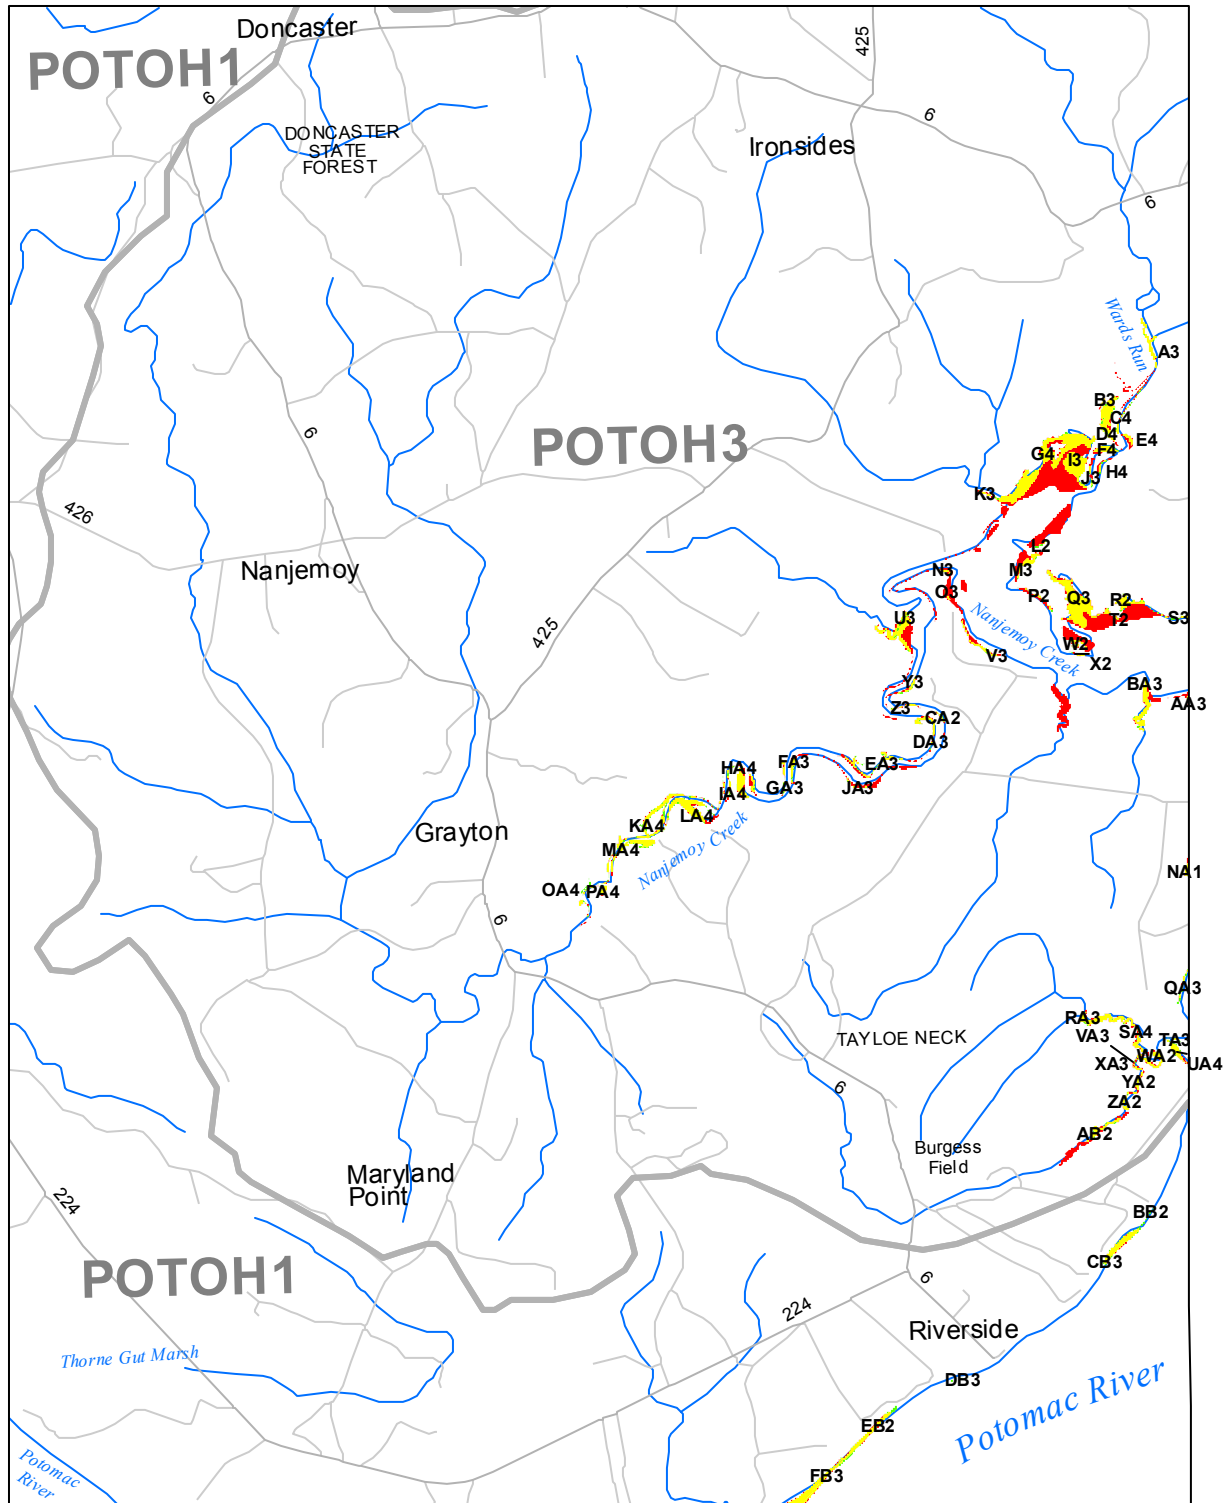 Doncaster
425
POTOH1
6
6
DONCASTER
STATE
FOREST
Ironsides
6
Wards Run
A3
B3
C4
D4
E4
F4
G4
I3
H4
J3
K3
6
POTOH3
426
L2
M3
Nanjemoy
N3
O3
P2
Q3
R2
S3
T2
U3
Nanjemoy Creek
425
W2
V3
X2
Y3
BA3
AA3
Z3
CA2
DA3
HA4
FA3
EA3
IA4
GA3
JA3
LA4
KA4
Grayton
MA4
Nanjemoy Creek
NA1
OA4
PA4
6
QA3
RA3
SA4
VA3
TAYLOE NECK
TA3
WA2
XA3
UA4
6
YA2
ZA2
AB2
Burgess
Field
Maryland
Point
224
BB2
CB3
POTOH1
6
224
Riverside
Thorne Gut Marsh
DB3
Potomac River
EB2
Potomac
River
FB3